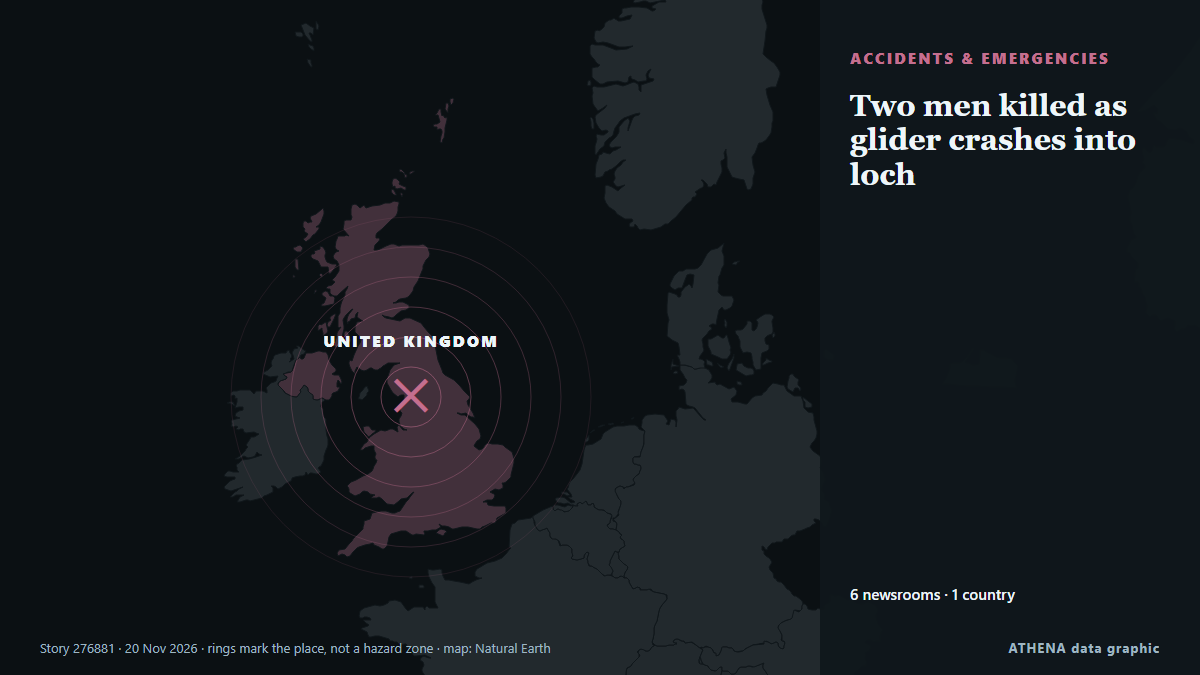 ACCIDENTS & EMERGENCIES
Two men killed as
glider crashes into
loch
UNITED KINGDOM
6 newsrooms · 1 country
Story 276881 · 20 Nov 2026 · rings mark the place, not a hazard zone · map: Natural Earth
ATHENA data graphic